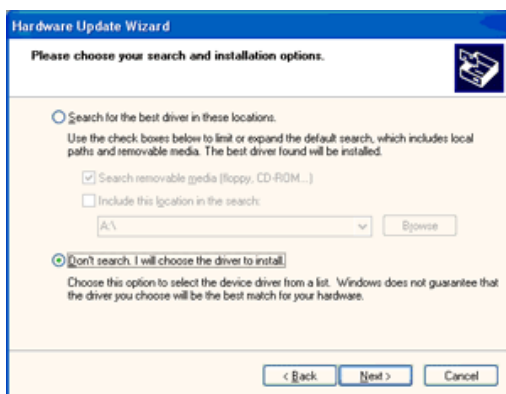 Hardware Update Wizard
Please choose your search and installation options.
Search for the best driver in these locations.
Use the check boxes below to limit or expand the default search, which includes local
paths and removable media. The best driver found will be installed.
Search removable media (floppy, CD-ROM...)
Include this location in the search:
A:\
Browse
Don't search. I will choose the driver to install.
Choose this option to select the device driver from a list. Windows does not guarantee that
the driver you choose will be the best match for your hardware.
< Back Next > Cancel